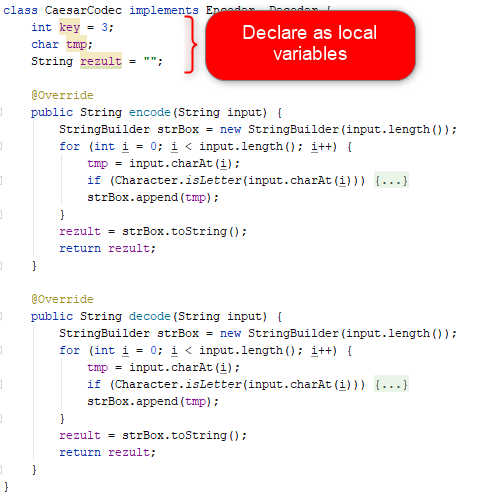 class CaesarCodec implements Encoder, Decoder {
int key = 3;
char tmp;
String rezult = "";
Declare as local
variables
@Override
public String encode(String input) {
StringBuilder strBox = new StringBuilder(input.length());
for (int i = 0; i < input.length(); i++) {
tmp = input.charAt(i);
if (Character.isLetter(input.charAt(i))) {...}
strBox.append(tmp);
}
rezult = strBox.toString();
return rezult;
}
@Override
public String decode(String input) {
StringBuilder strBox = new StringBuilder(input.length());
for (int i = 0; i < input.length(); i++) {
tmp = input.charAt(i);
if (Character.isLetter(input.charAt(i))) {...}
strBox.append(tmp);
}
rezult = strBox.toString();
return rezult;
}
}